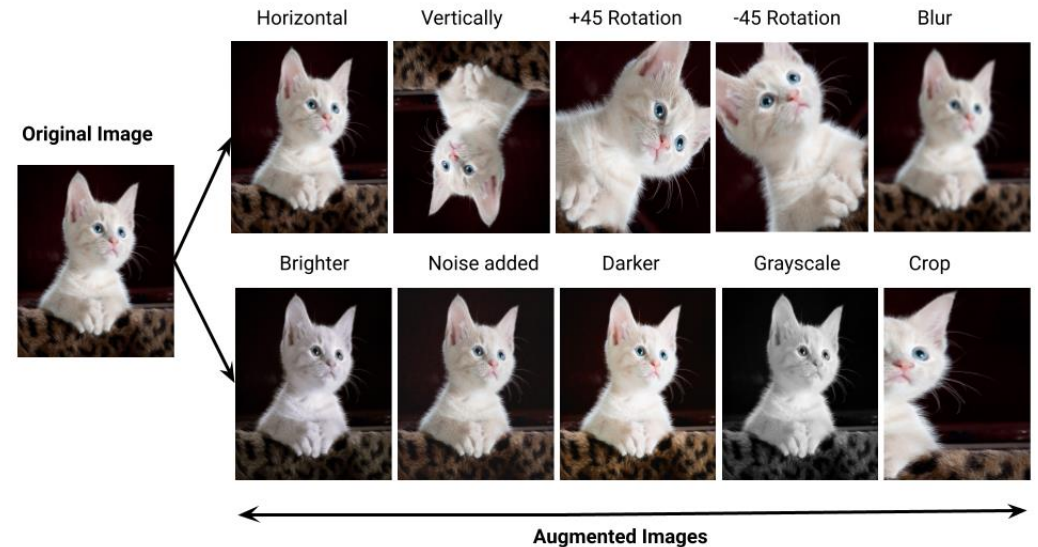 Horizontal
Vertically
+45 Rotation
-45 Rotation
Blur
Original Image
Brighter
Noise added
Darker
Grayscale
Crop
Augmented Images